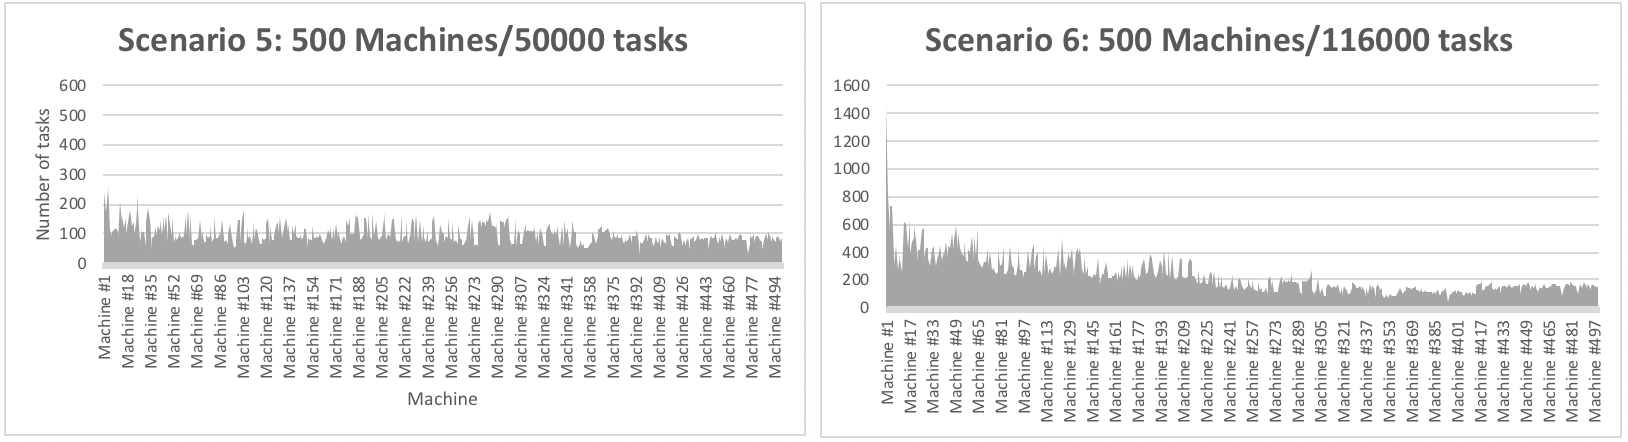 Scenario 5: 500 Machines/50000 tasks
Number of tasks
600
500
400
300
200
100
0
Machine #1
Machine #18
Machine #35
Machine #52
Machine #69
Machine #86
Machine #103
Machine #120
Machine #137
Machine #154
Machine #171
Machine #188
Machine #205
Machine #222
Machine #239
Machine #256
Machine #273
Machine #290
Machine #307
Machine #324
Machine #341
Machine #358
Machine #375
Machine #392
Machine #409
Machine #426
Machine #443
Machine #460
Machine #477
Machine #494
Machine
Scenario 6: 500 Machines/116000 tasks
1600
1400
1200
1000
800
600
400
200
0
Machine #1
Machine #17
Machine #33
Machine #49
Machine #65
Machine #81
Machine #97
Machine #113
Machine #129
Machine #145
Machine #161
Machine #177
Machine #193
Machine #209
Machine #225
Machine #241
Machine #257
Machine #273
Machine #289
Machine #305
Machine #321
Machine #337
Machine #353
Machine #369
Machine #385
Machine #401
Machine #417
Machine #433
Machine #449
Machine #465
Machine #481
Machine #497